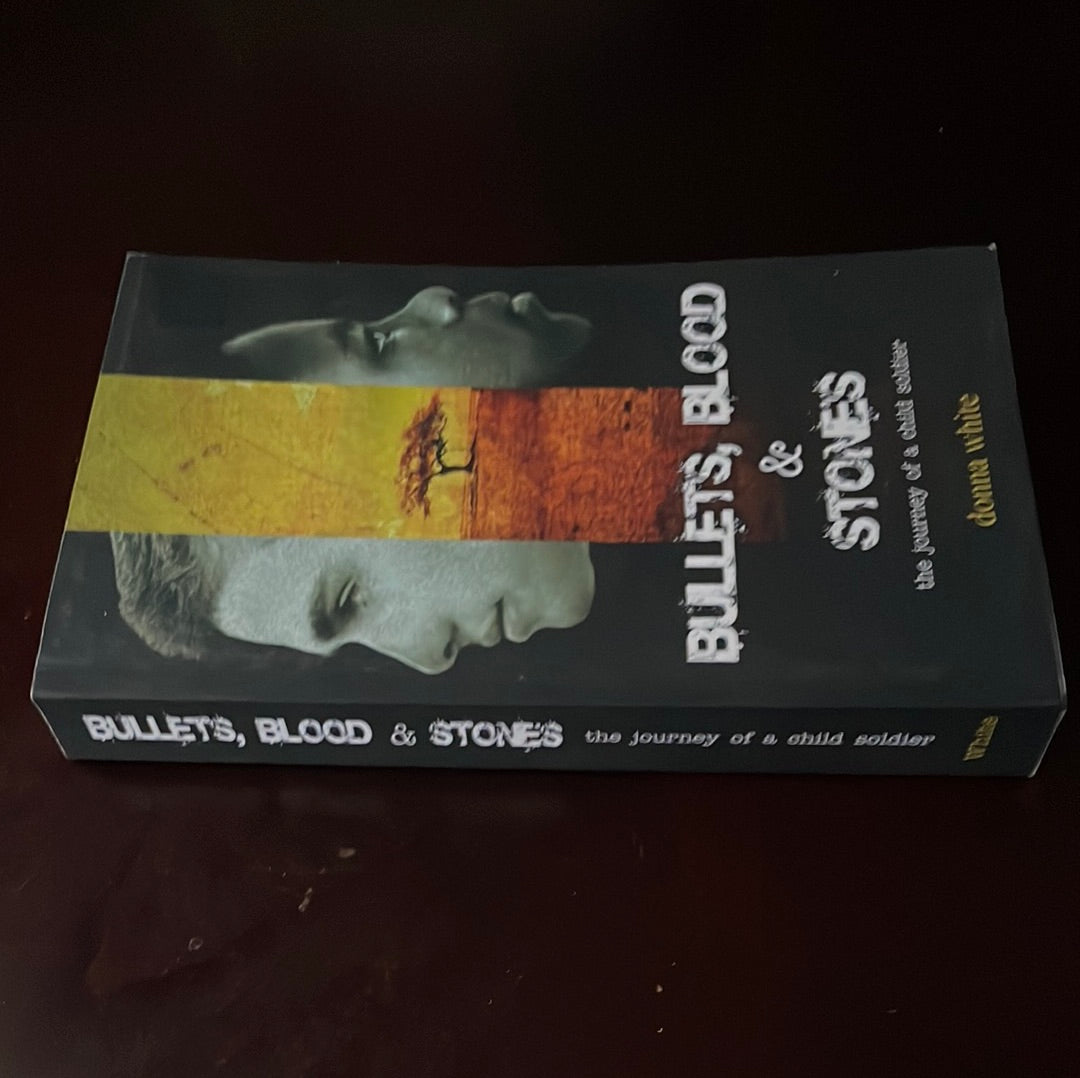 BULLETS, BLOOD
&
STONES
the journey of a child soldier
donna white
BULLETS, BLOOD & STONES the journey of a child soldier white